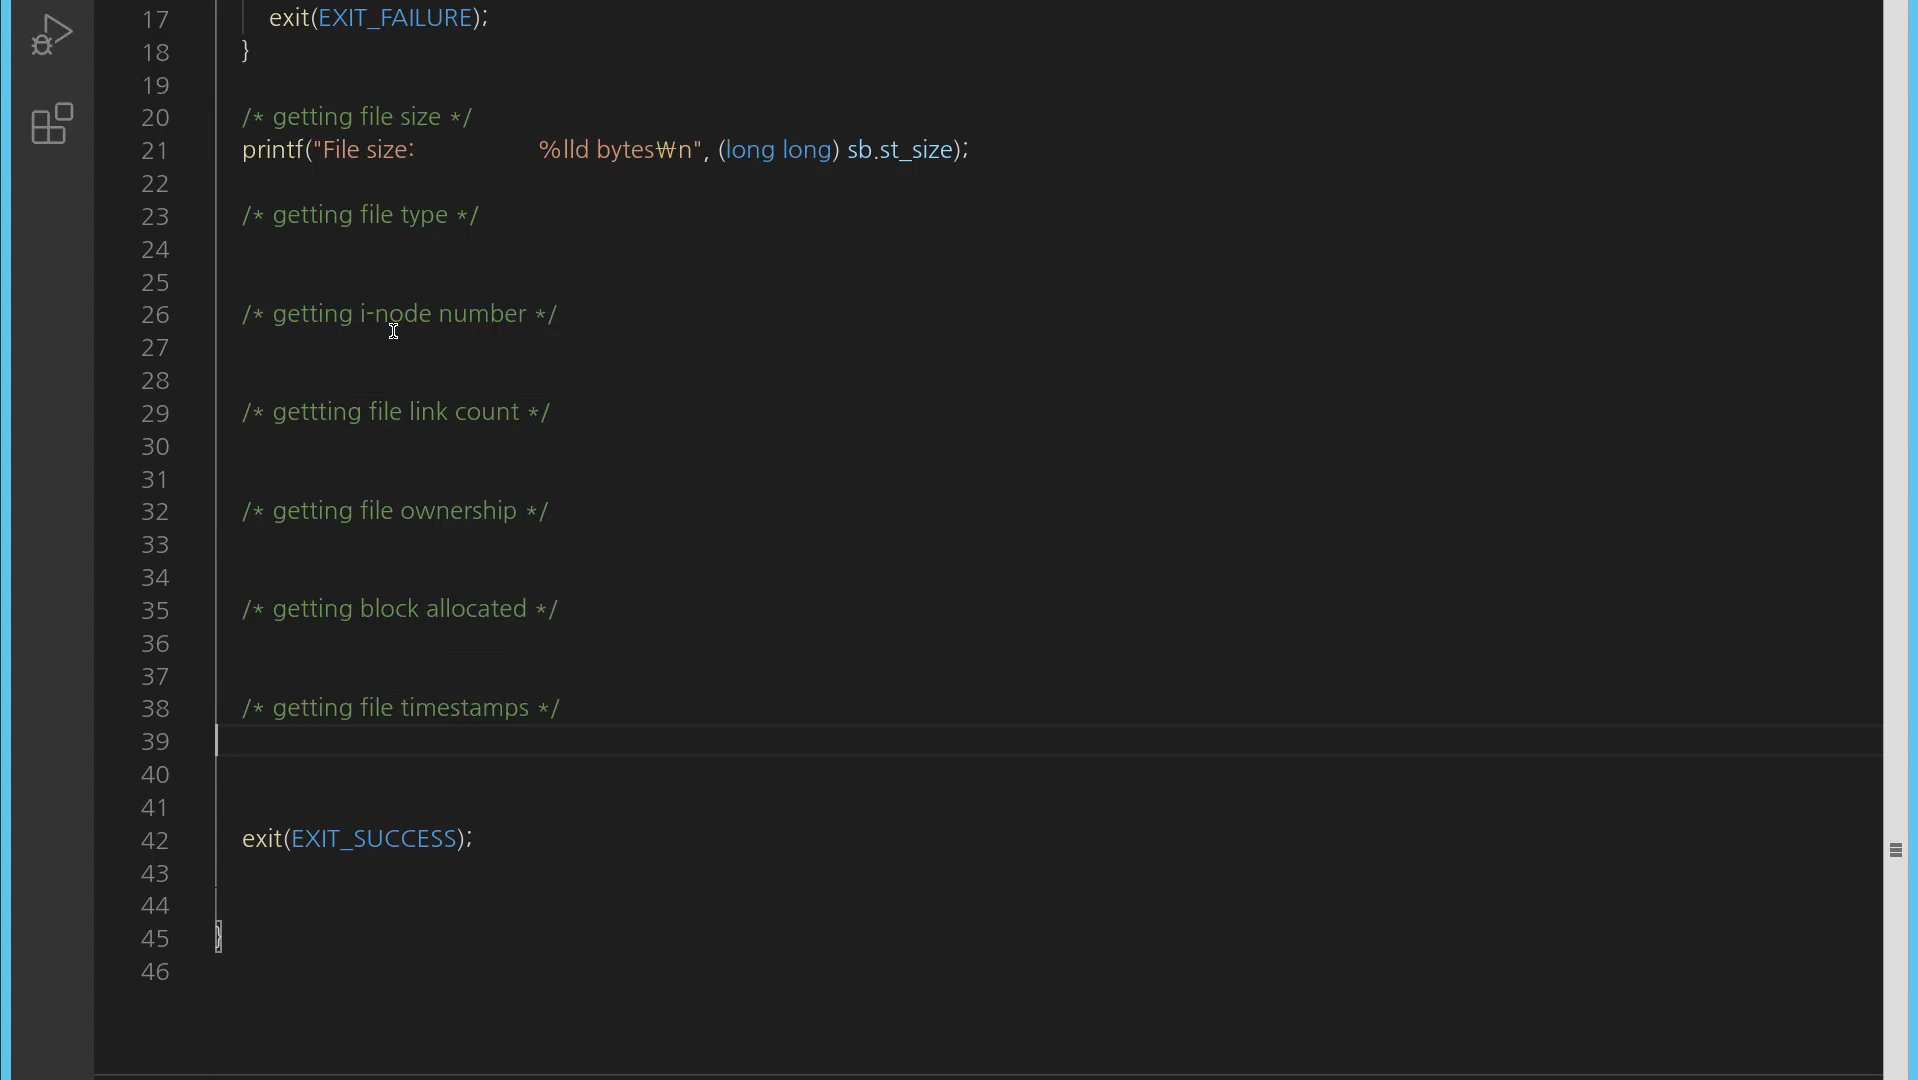 17 exit(EXIT_FAILURE);
18 }
19
20 /* getting file size */
21 printf("File size:                %lld bytes₩n", (long long) sb.st_size);
22
23 /* getting file type */
24
25
26 /* getting i-node number */
27
28
29 /* gettting file link count */
30
31
32 /* getting file ownership */
33
34
35 /* getting block allocated */
36
37
38 /* getting file timestamps */
39
40
41
42 exit(EXIT_SUCCESS);
43
44
45 }
46